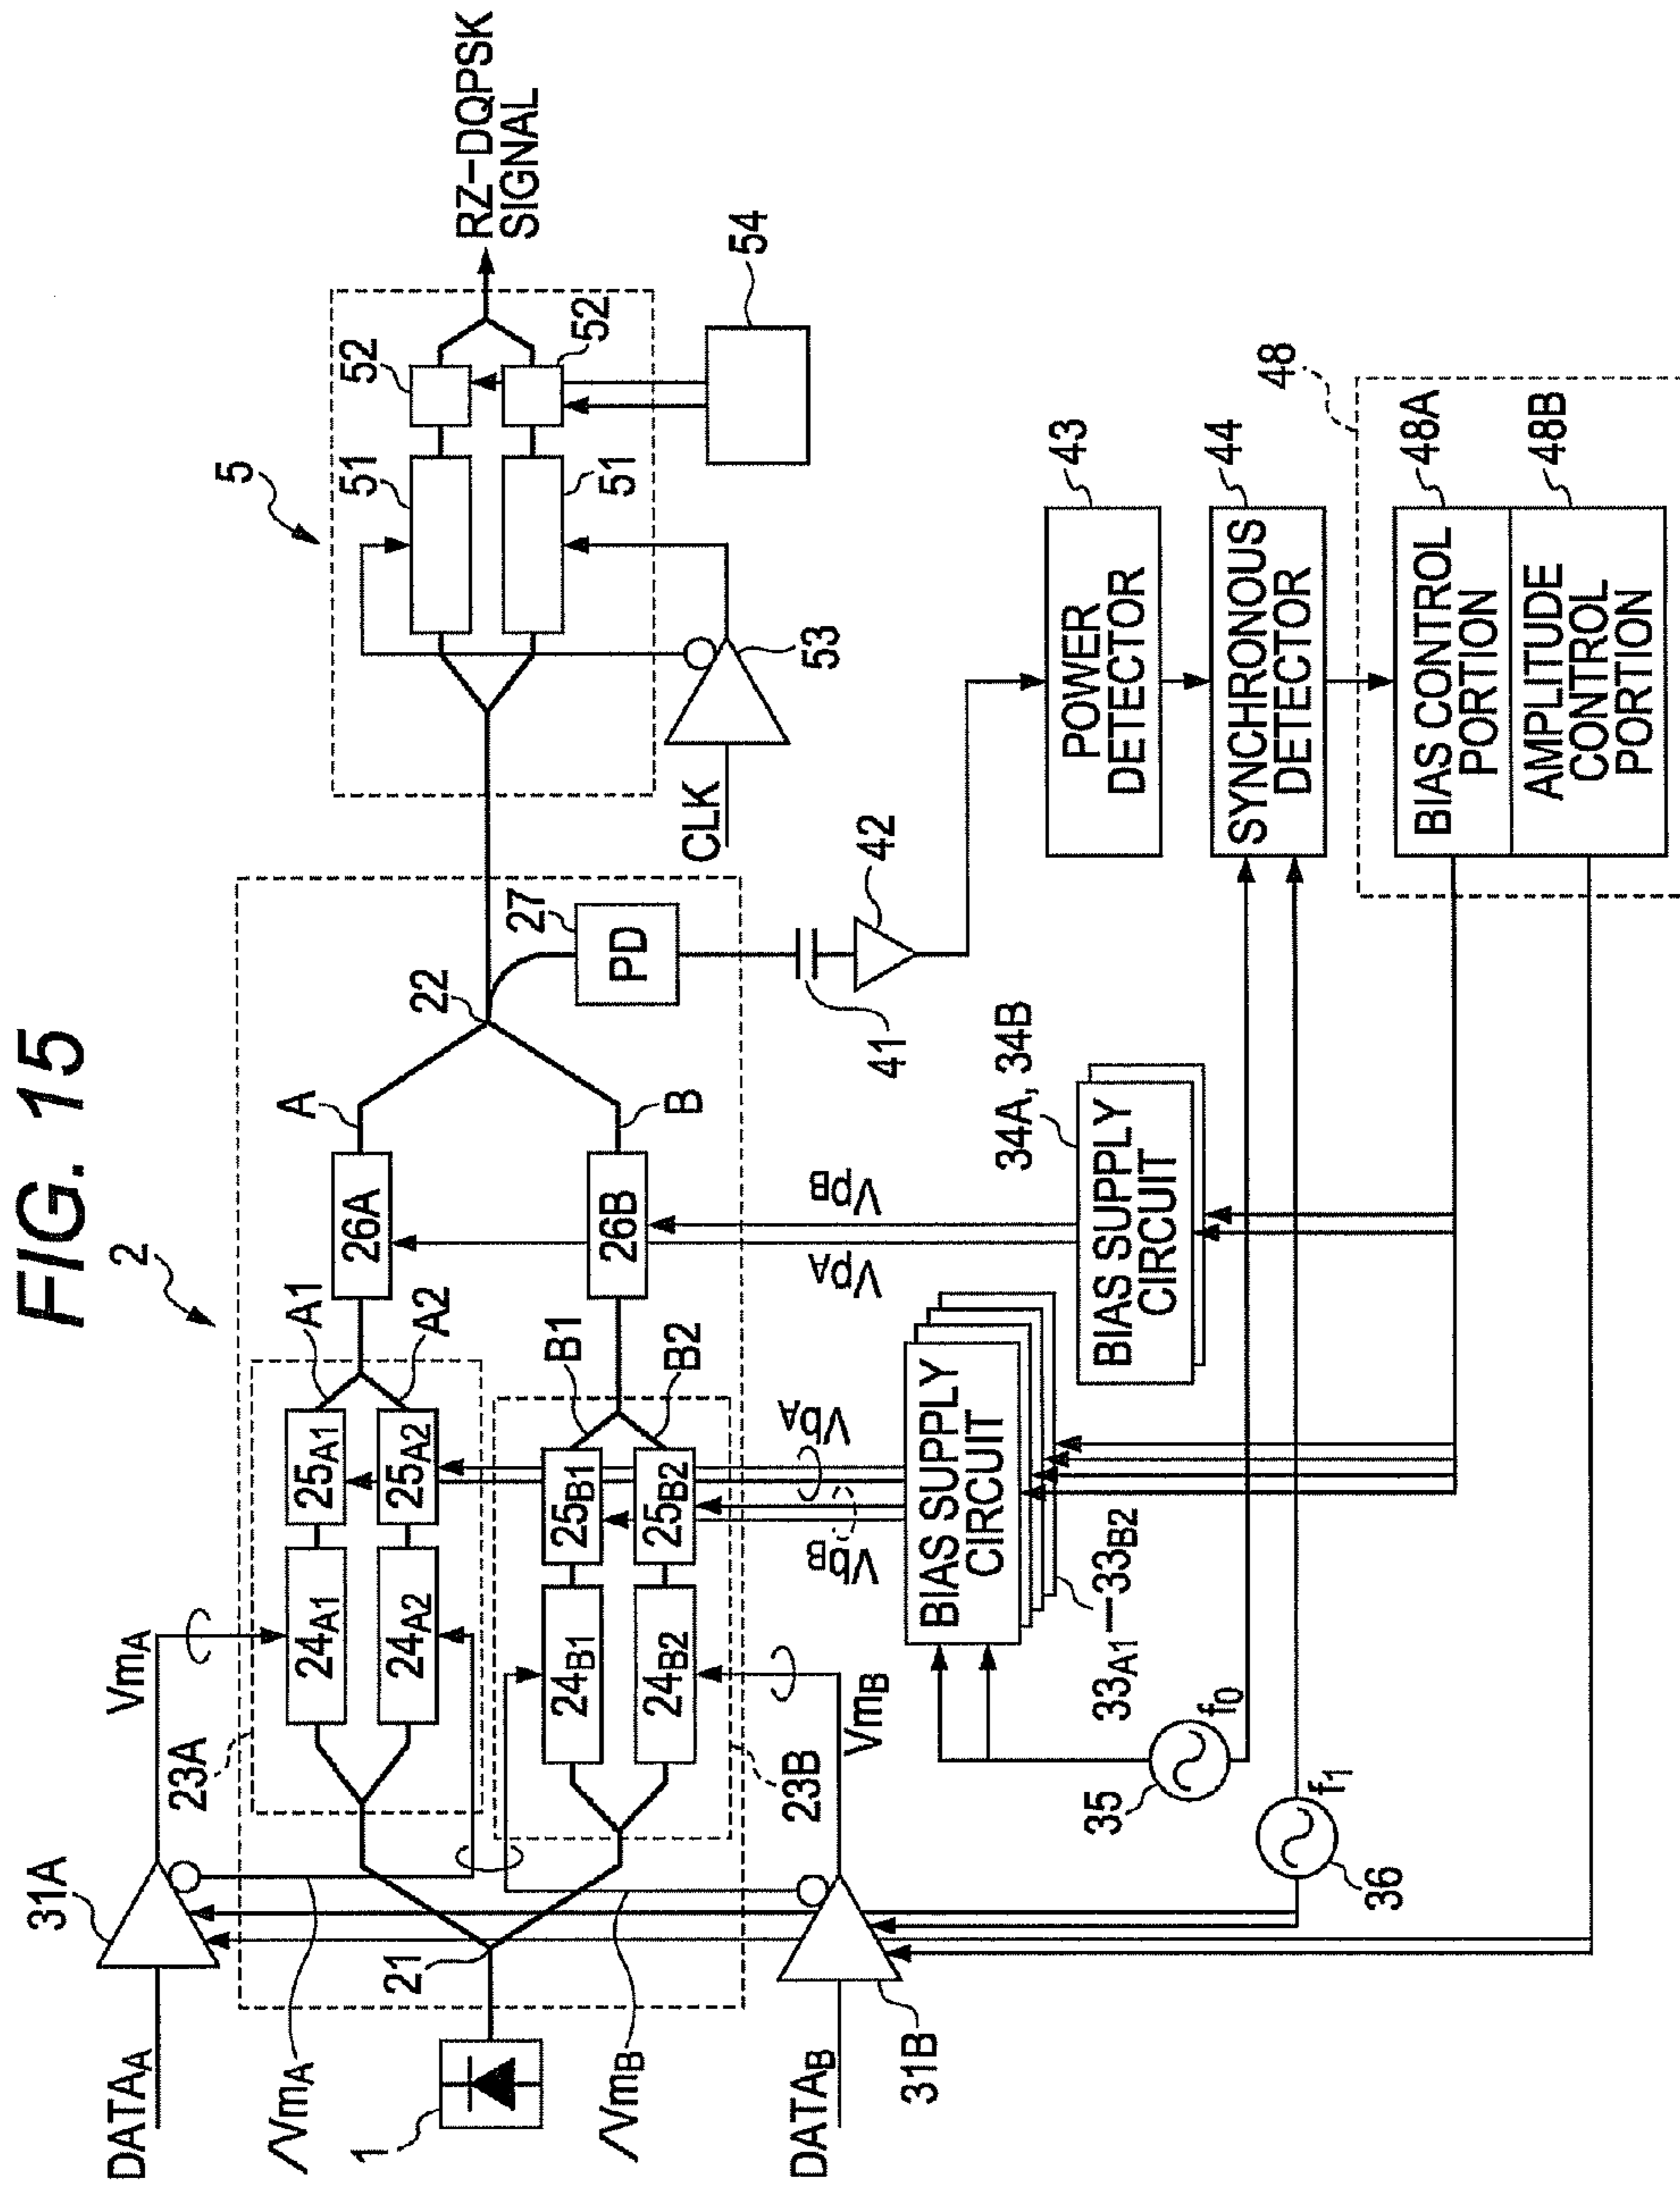 FIG. 15
2
DATAA
31A
VmA
/VmA
23A
24A1
25A1
A1
24A2
25A2
A2
26A
A
1
21
22
27
PD
5
51
52
RZ-DQPSK
SIGNAL
51
52
53
CLK
54
/VmB
24B1
25B1
B1
24B2
25B2
B2
26B
B
23B
VmB
DATAB
31B
VbB
VbA
VpA
VpB
41
42
BIAS SUPPLY
CIRCUIT
33A1–33B2
BIAS SUPPLY
CIRCUIT
34A, 34B
POWER
DETECTOR
43
35
f0
SYNCHRONOUS
DETECTOR
44
36
f1
48
BIAS CONTROL
PORTION
48A
AMPLITUDE
CONTROL
PORTION
48B